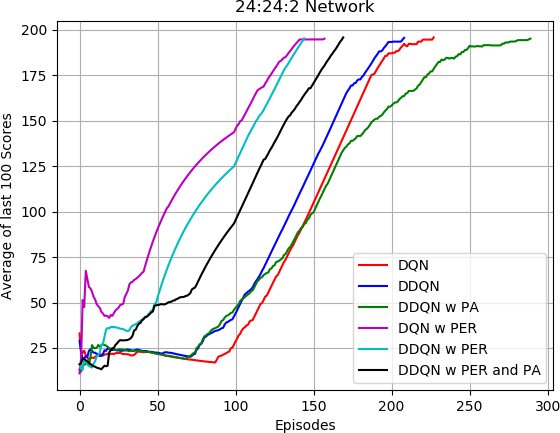 24:24:2 Network
Average of last 100 Scores
200
175
150
125
100
75
50
25
0
50
100
150
200
250
300
Episodes
DQN
DDQN
DDQN w PA
DQN w PER
DDQN w PER
DDQN w PER and PA